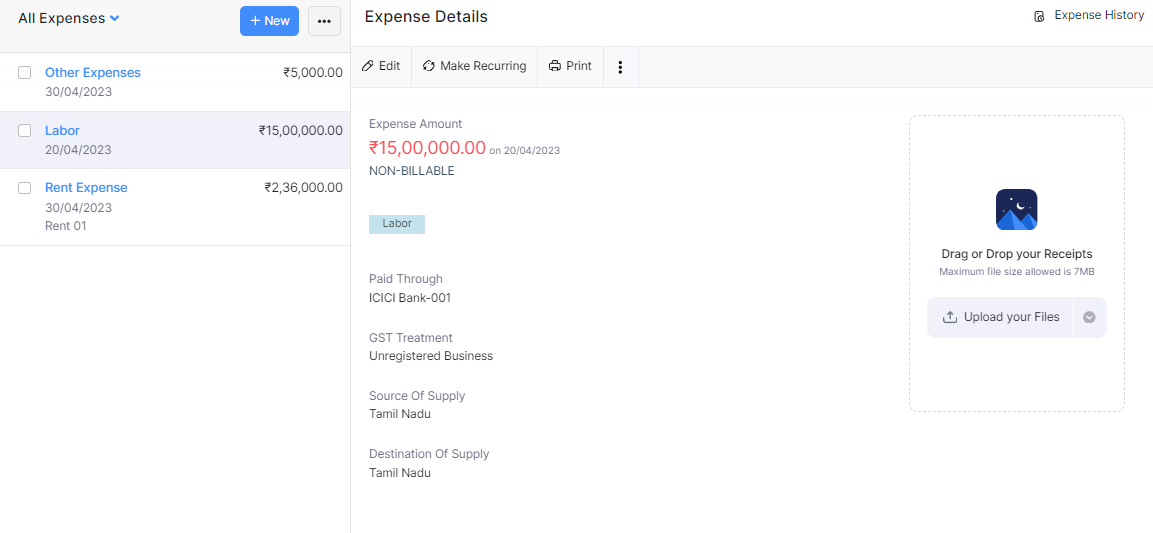 All Expenses
+ New
Other Expenses ₹5,000.00
30/04/2023
Labor ₹15,00,000.00
20/04/2023
Rent Expense ₹2,36,000.00
30/04/2023
Rent 01
Expense Details
Expense History
Edit Make Recurring Print
Expense Amount
₹15,00,000.00 on 20/04/2023
NON-BILLABLE
Labor
Paid Through
ICICI Bank-001
GST Treatment
Unregistered Business
Source Of Supply
Tamil Nadu
Destination Of Supply
Tamil Nadu
Drag or Drop your Receipts
Maximum file size allowed is 7MB
Upload your Files